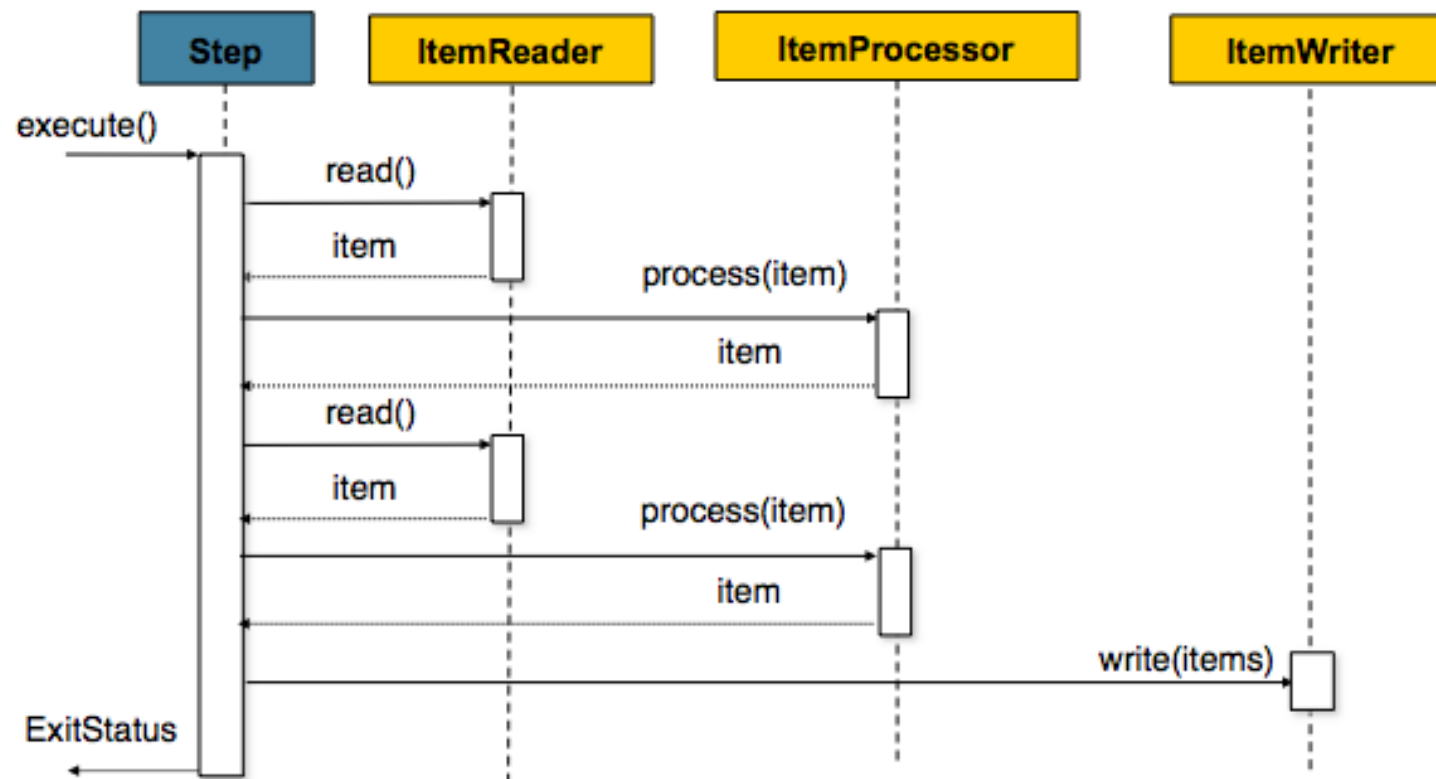 Step
ItemReader
ItemProcessor
ItemWriter
execute()
read()
item
process(item)
item
read()
item
process(item)
item
write(items)
ExitStatus